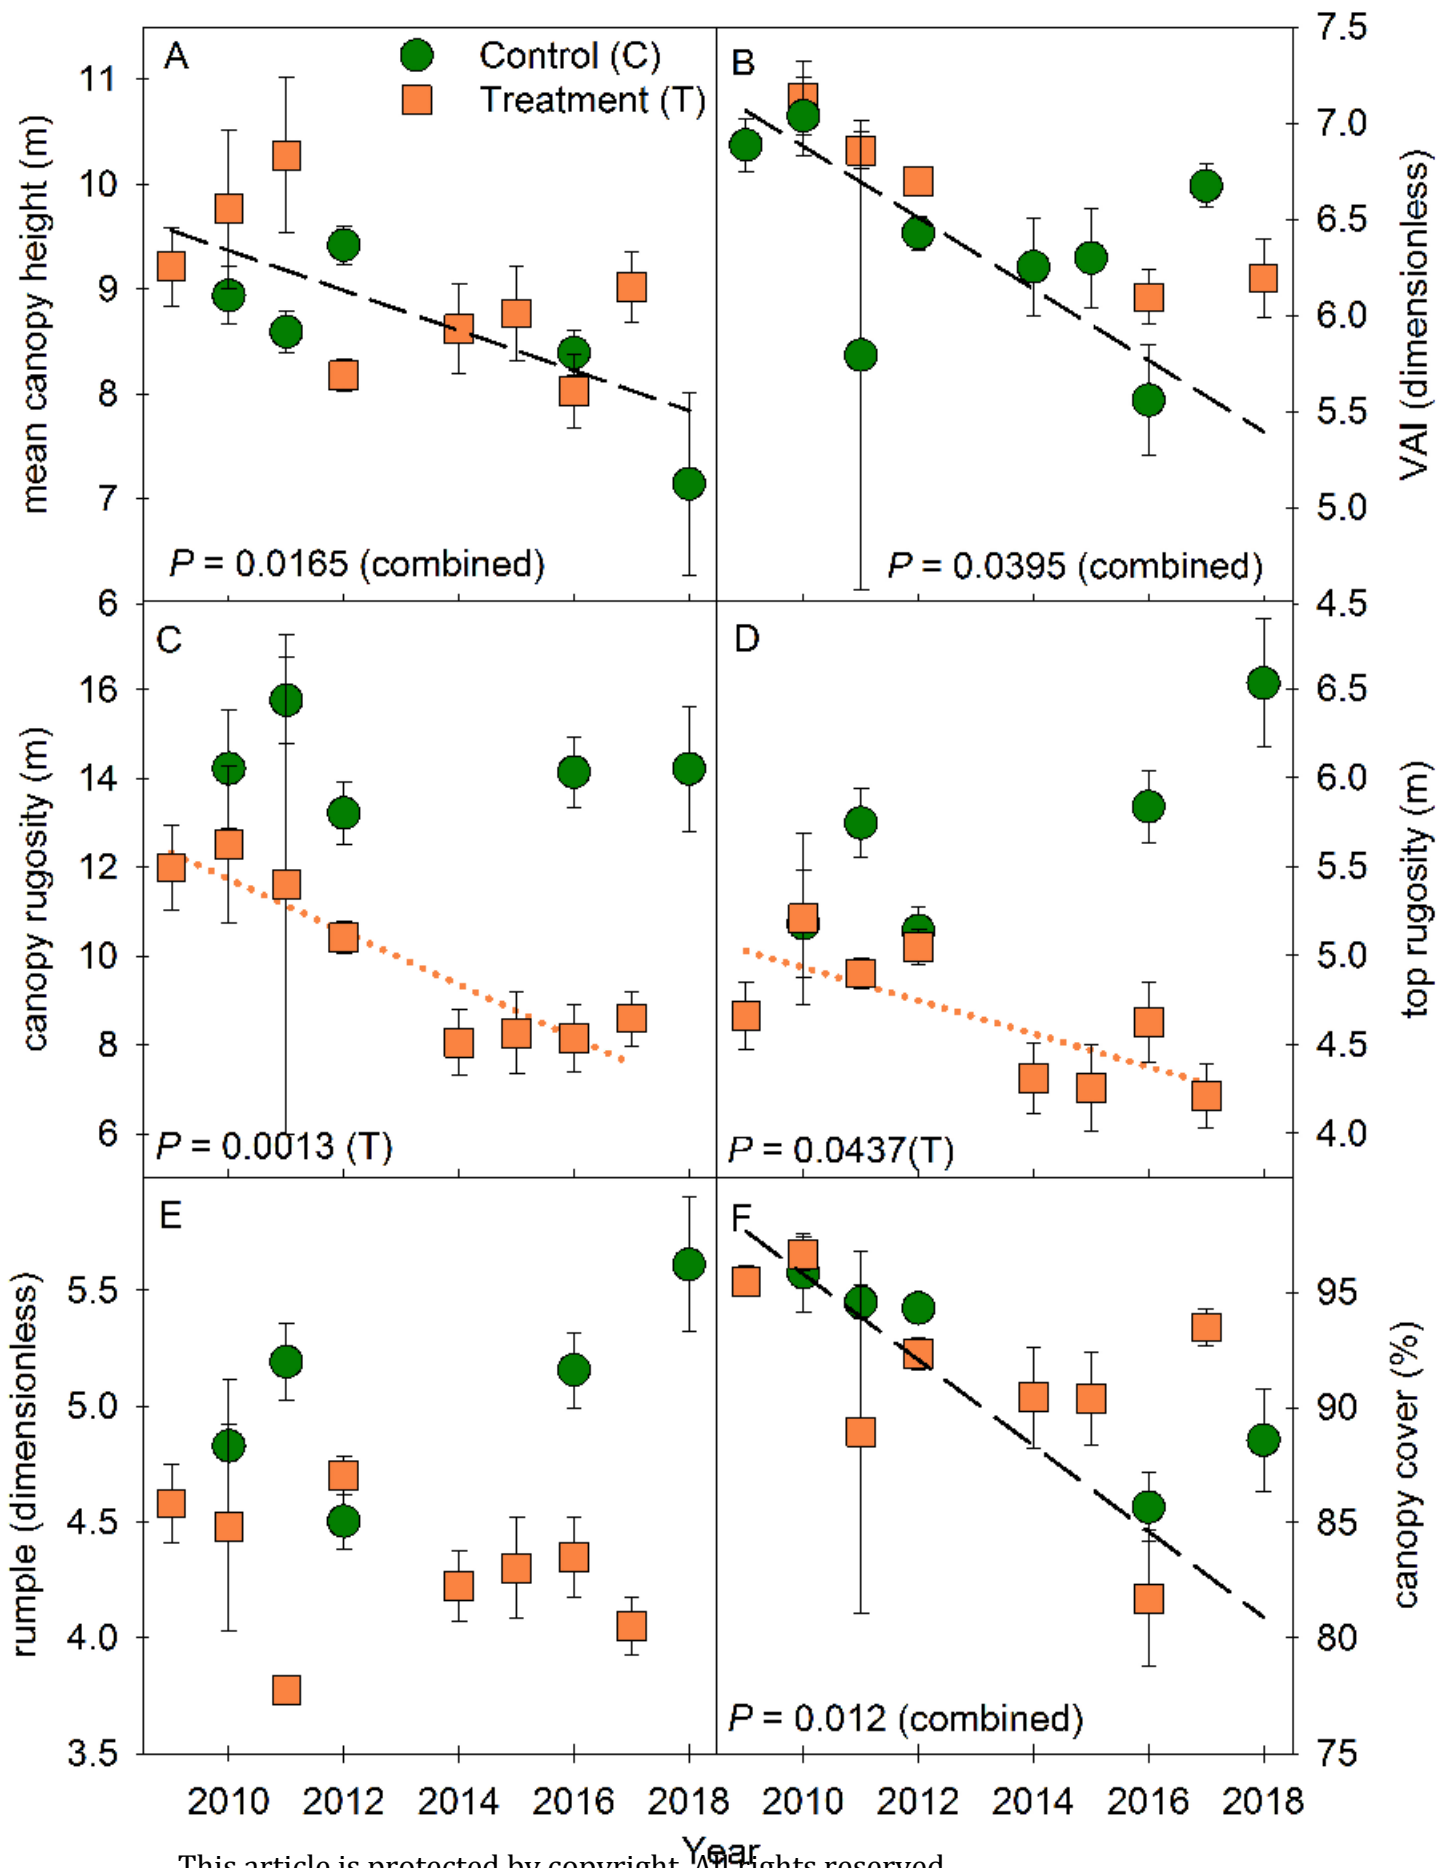 A
Control (C)
Treatment (T)
B
mean canopy height (m)
11
10
9
8
7
6
P = 0.0165 (combined)
7.5
7.0
6.5
6.0
5.5
5.0
4.5
VAI (dimensionless)
P = 0.0395 (combined)
C
canopy rugosity (m)
16
14
12
10
8
6
P = 0.0013 (T)
D
6.5
6.0
5.5
5.0
4.5
4.0
top rugosity (m)
P = 0.0437(T)
E
rumple (dimensionless)
5.5
5.0
4.5
4.0
3.5
F
95
90
85
80
75
canopy cover (%)
P = 0.012 (combined)
2010 2012 2014 2016 2018 2010 2012 2014 2016 2018
Year
This article is protected by copyright. All rights reserved